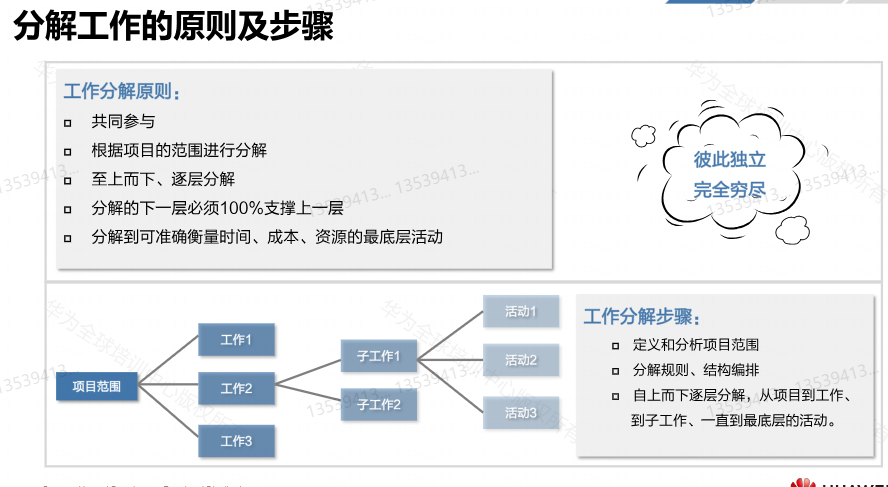 分解工作的原则及步骤
工作分解原则：
共同参与
根据项目的范围进行分解
至上而下、逐层分解
分解的下一层必须100%支撑上一层
分解到可准确衡量时间、成本、资源的最底层活动
彼此独立
完全穷尽
项目范围
工作1
工作2
工作3
子工作1
子工作2
活动1
活动2
活动3
工作分解步骤：
定义和分析项目范围
分解规则、结构编排
自上而下逐层分解，从项目到工作、
到子工作、一直到最底层的活动。
13539413... 13539413...